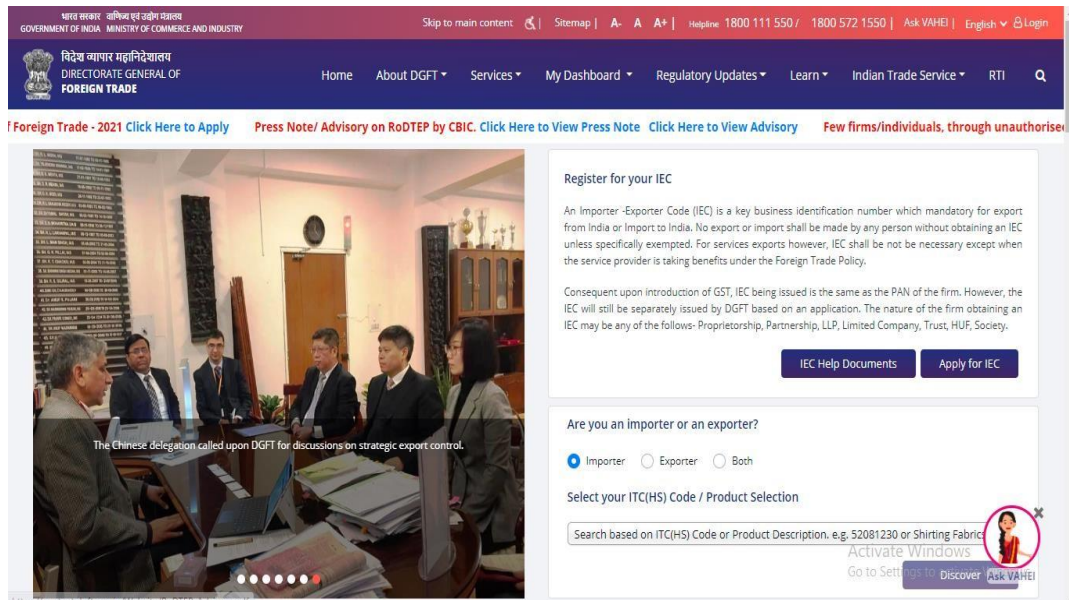 भारत सरकार वाणिज्य एवं उद्योग मंत्रालय
GOVERNMENT OF INDIA MINISTRY OF COMMERCE AND INDUSTRY
Skip to main content | Sitemap | A- A A+ | Helpline 1800 111 550 / 1800 572 1550 | Ask VAHEI | English Login
विदेश व्यापार महानिदेशालय
DIRECTORATE GENERAL OF
FOREIGN TRADE
Home About DGFT Services My Dashboard Regulatory Updates Learn Indian Trade Service RTI
f Foreign Trade - 2021 Click Here to Apply Press Note/ Advisory on RoDTEP by CBIC. Click Here to View Press Note Click Here to View Advisory Few firms/individuals, through unauthorise
Register for your IEC
An Importer -Exporter Code (IEC) is a key business identification number which mandatory for export
from India or Import to India. No export or import shall be made by any person without obtaining an IEC
unless specifically exempted. For services exports however, IEC shall be not be necessary except when
the service provider is taking benefits under the Foreign Trade Policy.
Consequent upon introduction of GST, IEC being issued is the same as the PAN of the firm. However, the
IEC will still be separately issued by DGFT based on an application. The nature of the firm obtaining an
IEC may be any of the follows- Proprietorship, Partnership, LLP, Limited Company, Trust, HUF, Society.
IEC Help Documents Apply for IEC
The Chinese delegation called upon DGFT for discussions on strategic export control.
Are you an importer or an exporter?
Importer Exporter Both
Select your ITC(HS) Code / Product Selection
Search based on ITC(HS) Code or Product Description. e.g. 52081230 or Shirting Fabrics
Activate Windows
Go to Settings to activate
Discover
Ask VAHEI